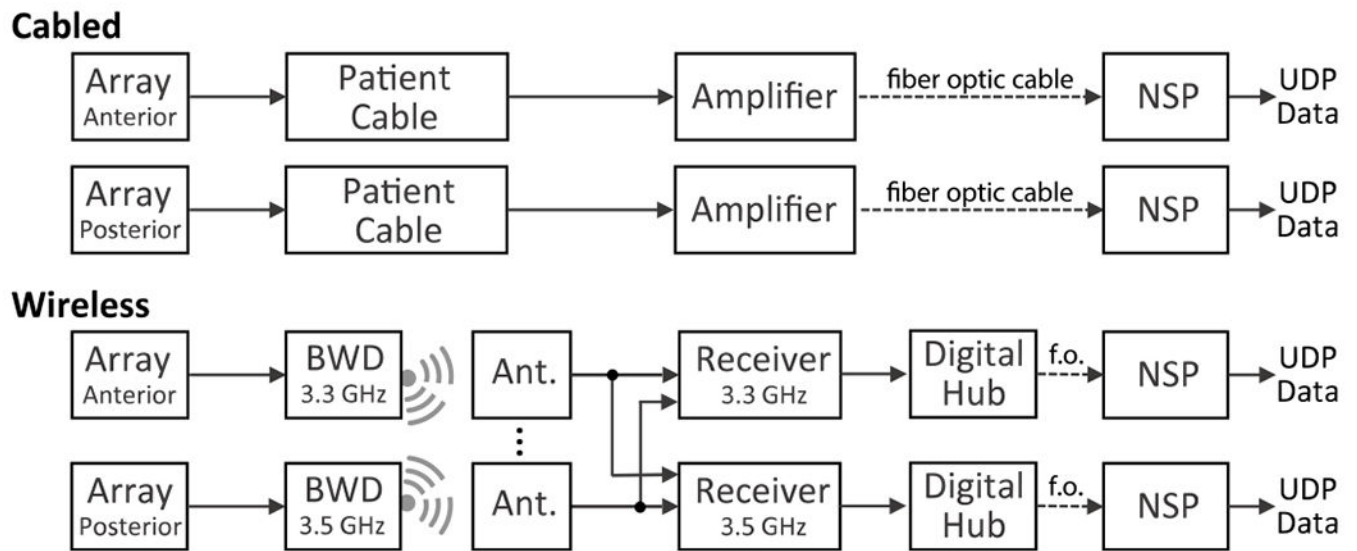 Cabled
Array
Anterior
Patient
Cable
Amplifier
fiber optic cable
NSP
UDP
Data
Array
Posterior
Patient
Cable
Amplifier
fiber optic cable
NSP
UDP
Data
Wireless
Array
Anterior
BWD
3.3 GHz
Ant.
Receiver
3.3 GHz
Digital
Hub
f.o.
NSP
UDP
Data
Array
Posterior
BWD
3.5 GHz
Ant.
Receiver
3.5 GHz
Digital
Hub
f.o.
NSP
UDP
Data